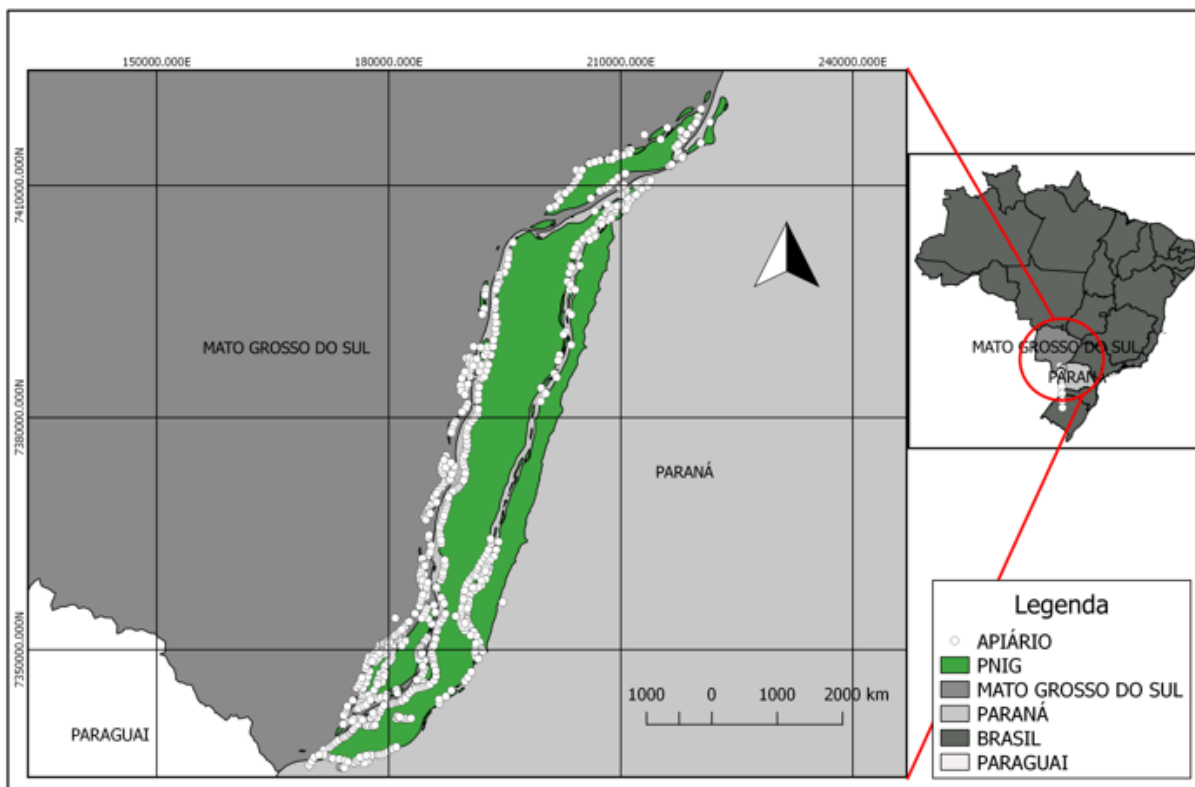 150000.000E 180000.000E 210000.000E 240000.000E
7410000.000N
7380000.000N
7350000.000N
MATO GROSSO DO SUL
PARANÁ
PARAGUAI
1000 0 1000 2000 km
MATO GROSSO DO SUL
PARANÁ
Legenda
APIÁRIO
PNIG
MATO GROSSO DO SUL
PARANÁ
BRASIL
PARAGUAI